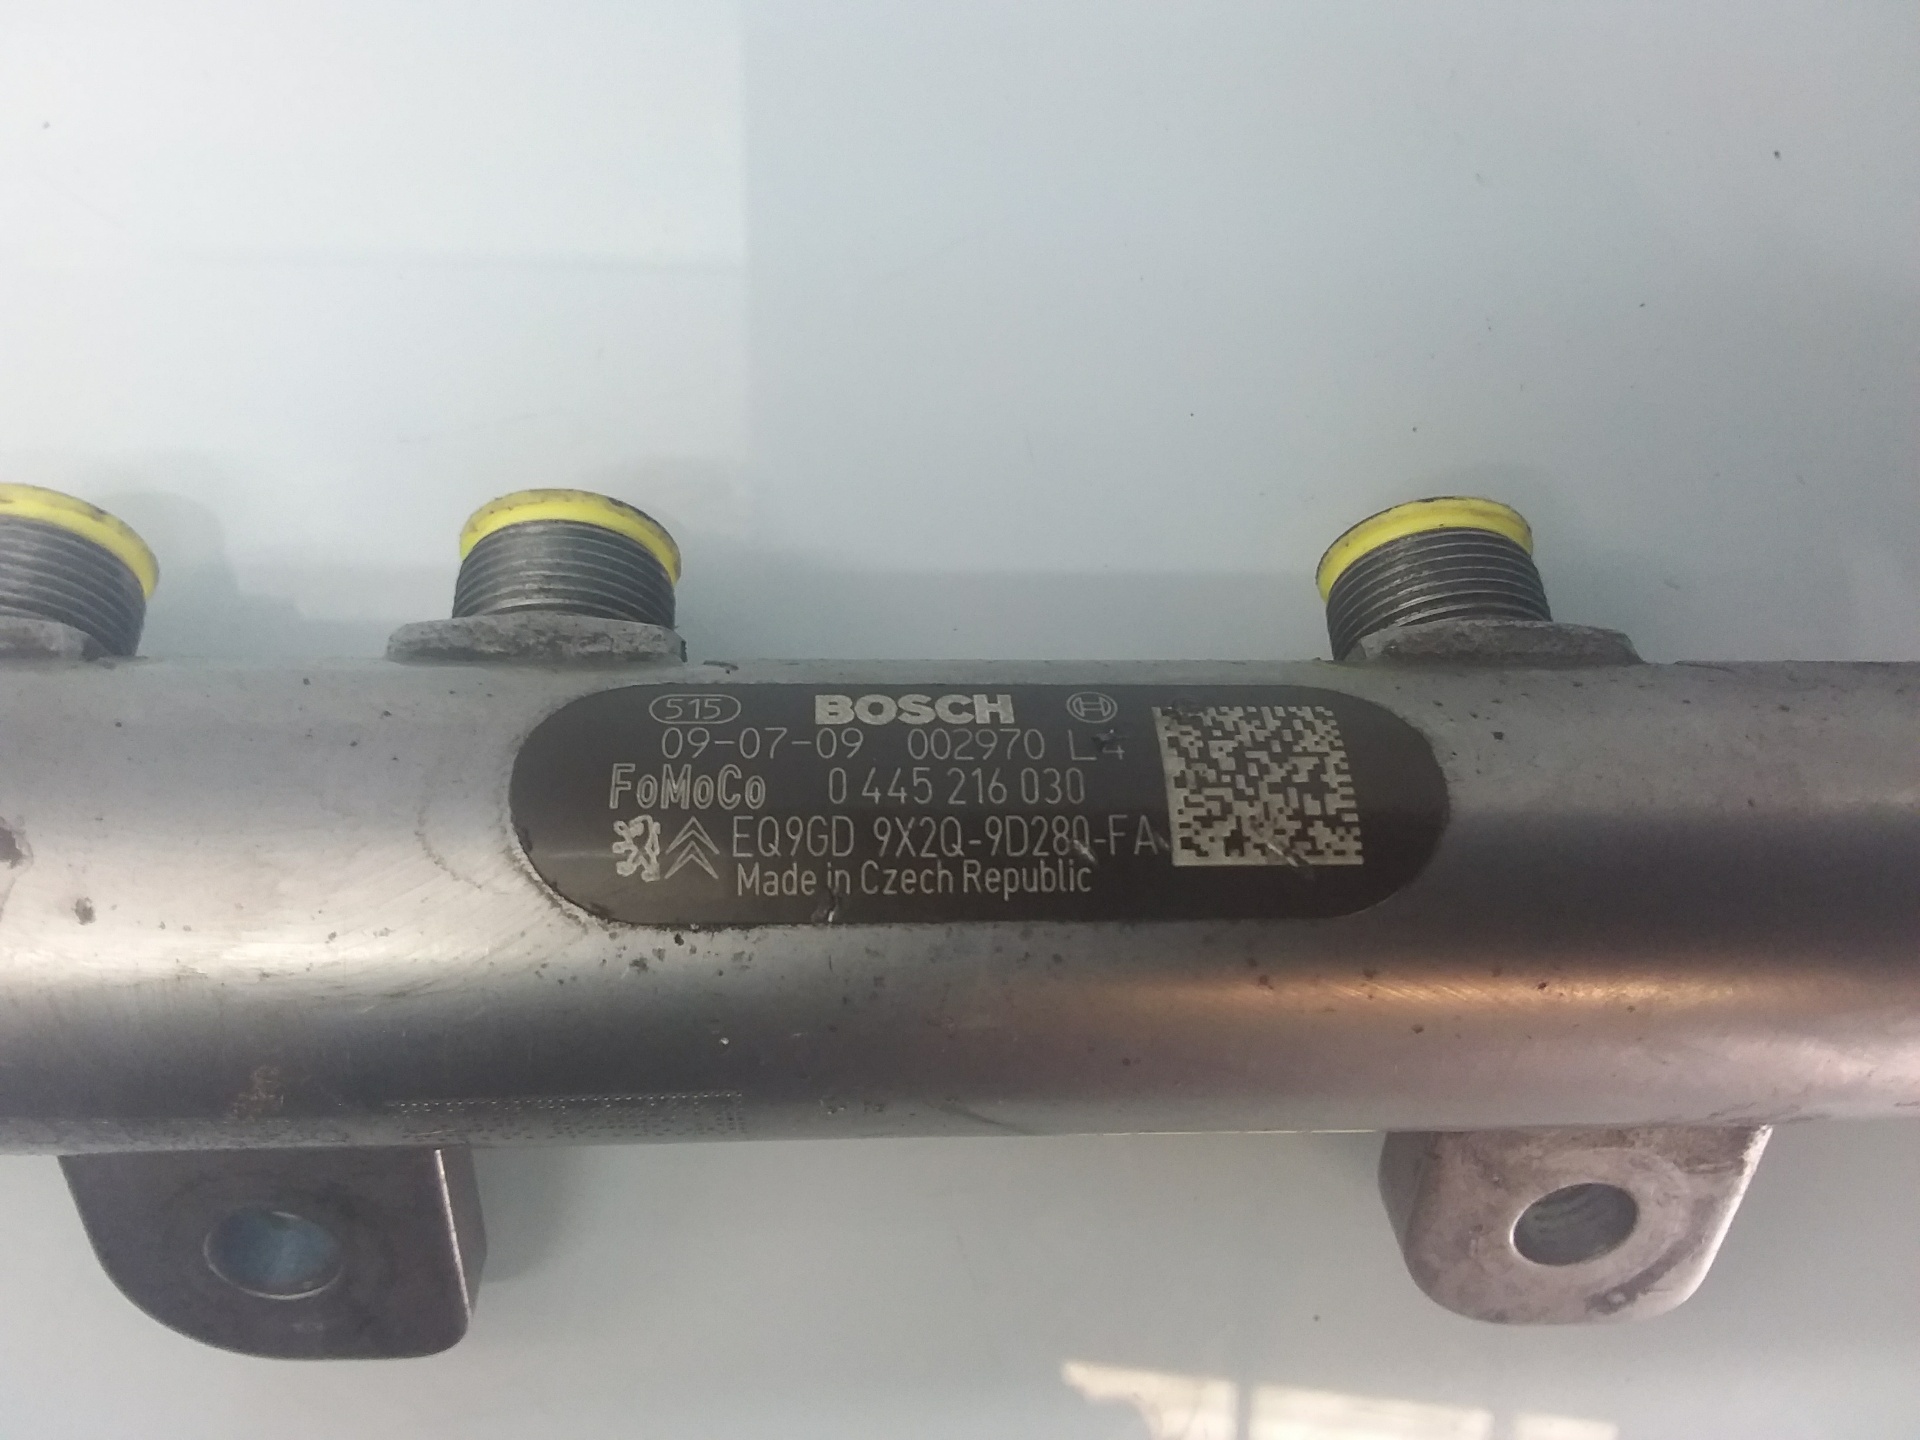 515 BOSCH
09-07-09 002970 L 4
FoMoCo 0 445 216 030
EQ9GD 9X2Q-9D280-FA
Made in Czech Republic